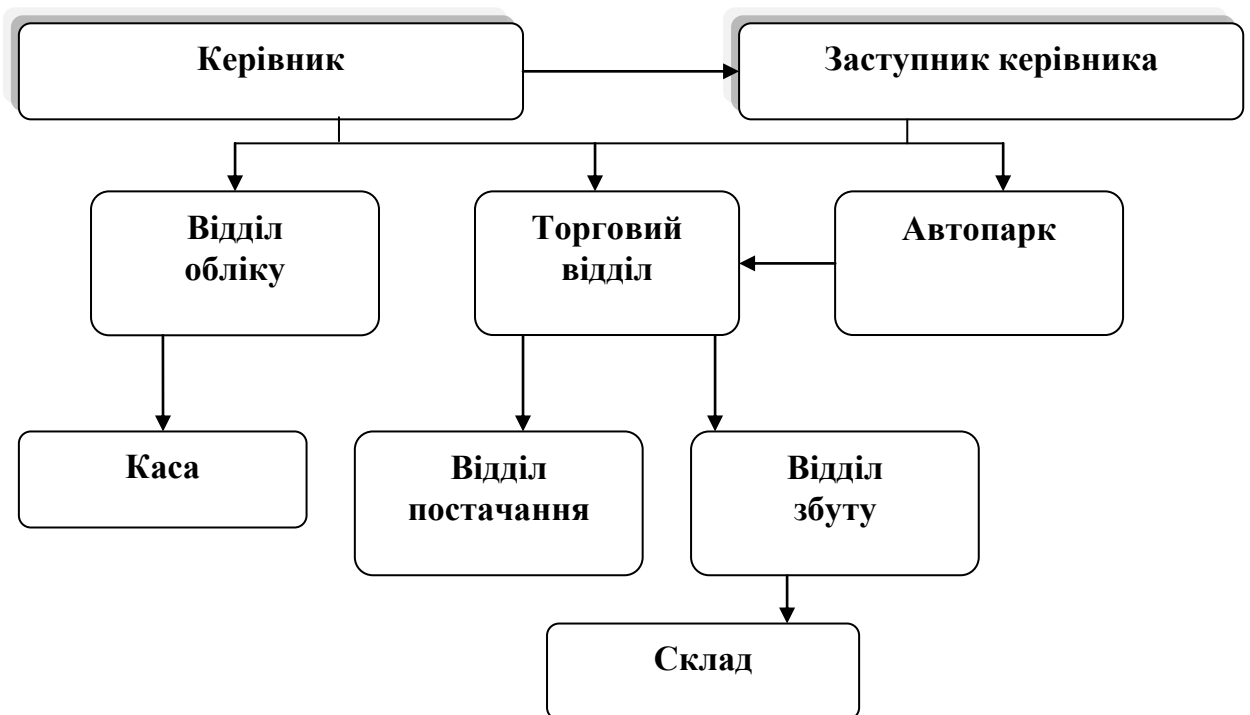 Керівник
Заступник керівника
Відділ
обліку
Торговий
відділ
Автопарк
Каса
Відділ
постачання
Відділ
збуту
Склад